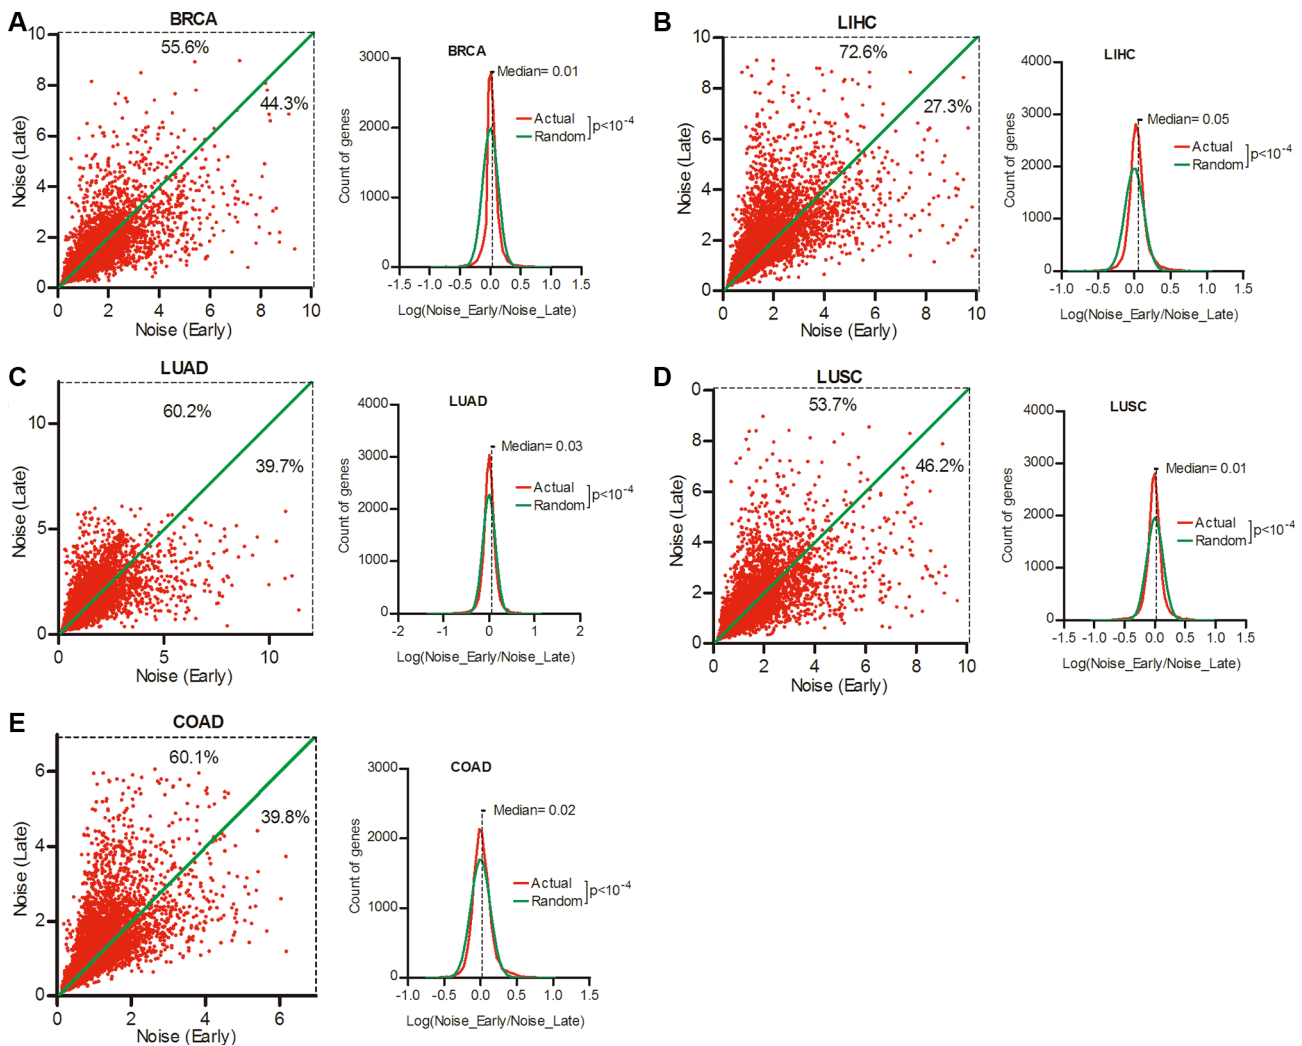 A
BRCA
10
8
6
4
2
0
Noise (Late)
55.6%
44.3%
0 2 4 6 8 10
Noise (Early)
BRCA
3000
2000
1000
0
Count of genes
Median= 0.01
Actual
Random
p<10-4
-1.5 -1.0 -0.5 0.0 0.5 1.0 1.5
Log(Noise_Early/Noise_Late)
B
LIHC
10
8
6
4
2
0
Noise (Late)
72.6%
27.3%
0 2 4 6 8 10
Noise (Early)
LIHC
4000
3000
2000
1000
0
Count of genes
Median= 0.05
Actual
Random
p<10-4
-1.0 -0.5 0.0 0.5 1.0 1.5
Log(Noise_Early/Noise_Late)
C
LUAD
10
5
0
Noise (Late)
60.2%
39.7%
0 5 10
Noise (Early)
LUAD
4000
3000
2000
1000
0
Count of genes
Median= 0.03
Actual
Random
p<10-4
-2 -1 0 1 2
Log(Noise_Early/Noise_Late)
D
LUSC
0
8
6
4
2
0
Noise (Late)
53.7%
46.2%
0 2 4 6 8 10
Noise (Early)
LUSC
4000
3000
2000
1000
0
Count of genes
Median= 0.01
Actual
Random
p<10-4
-1.5 -0.5 0.0 0.5 1.0 1.5
Log(Noise_Early/Noise_Late)
E
COAD
6
4
2
0
Noise (Late)
60.1%
39.8%
0 2 4 6
Noise (Early)
COAD
3000
2000
1000
0
Count of genes
Median= 0.02
Actual
Random
p<10-4
-1.0 -0.5 0.0 0.5 1.0 1.5
Log(Noise_Early/Noise_Late)